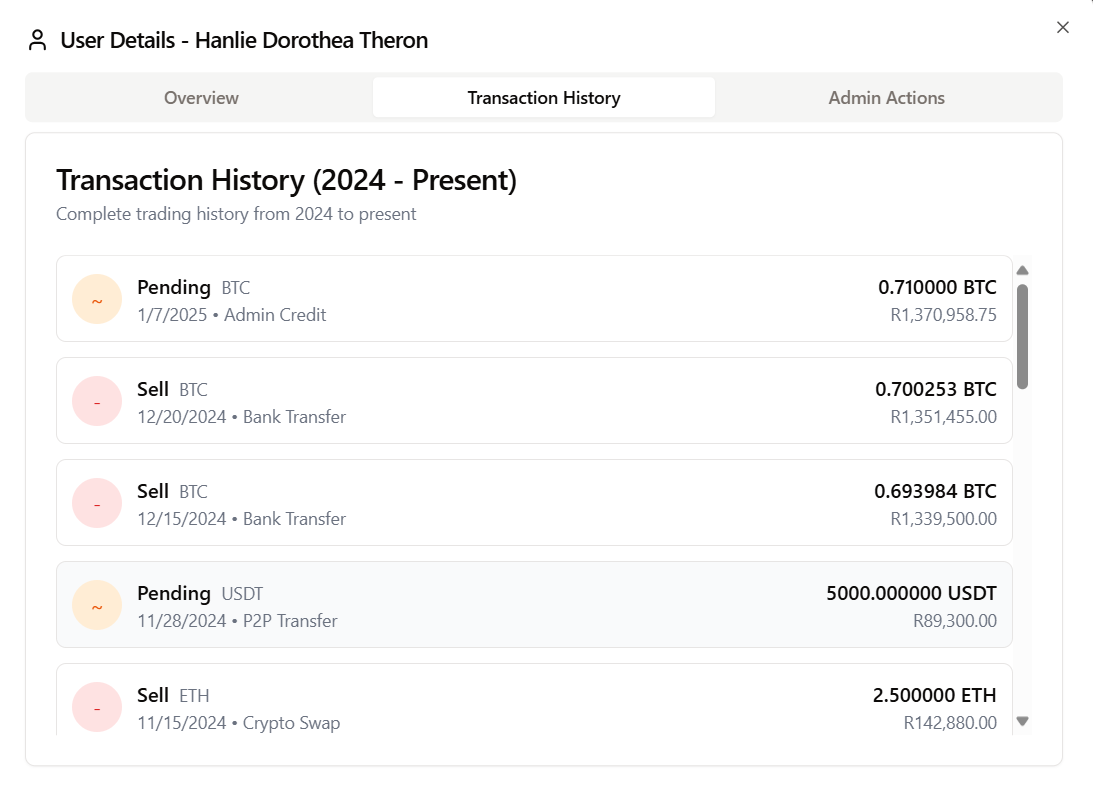 User Details - Hanlie Dorothea Theron
Overview
Transaction History
Admin Actions
Transaction History (2024 - Present)
Complete trading history from 2024 to present
~
Pending BTC
0.710000 BTC
1/7/2025 • Admin Credit
R1,370,958.75
-
Sell BTC
0.700253 BTC
12/20/2024 • Bank Transfer
R1,351,455.00
-
Sell BTC
0.693984 BTC
12/15/2024 • Bank Transfer
R1,339,500.00
~
Pending USDT
5000.000000 USDT
11/28/2024 • P2P Transfer
R89,300.00
-
Sell ETH
2.500000 ETH
11/15/2024 • Crypto Swap
R142,880.00